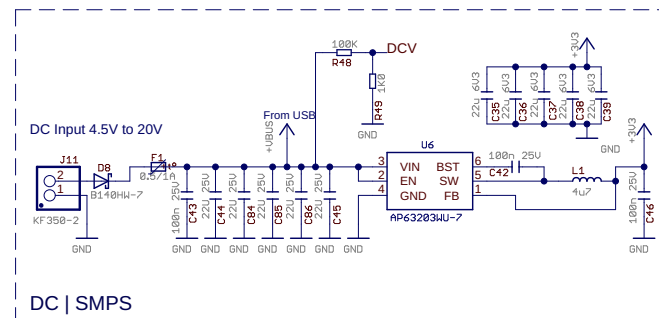 100K
R48
DCV
1K0
R49
GND
+3V3
22u 6V3
C35
22u 6V3
C36
22u 6V3
C37
22u 6V3
C38
22u 6V3
C39
GND
DC Input 4.5V to 20V
From USB
+VBUS
J11
2
1
KF350-2
GND
D8
B140HW-7
F1
t°
0.5/1A
100n 25V
C43
GND
22U 25V
C44
GND
22U 25V
C84
GND
22U 25V
C85
GND
22U 25V
C86
GND
22U 25V
C45
GND
U6
3 VIN BST 6
2 EN SW 5
4 GND FB 1
AP63203WU-7
GND
100n 25V
C42
L1
4u7
+3V3
100n 25V
C46
GND
DC | SMPS